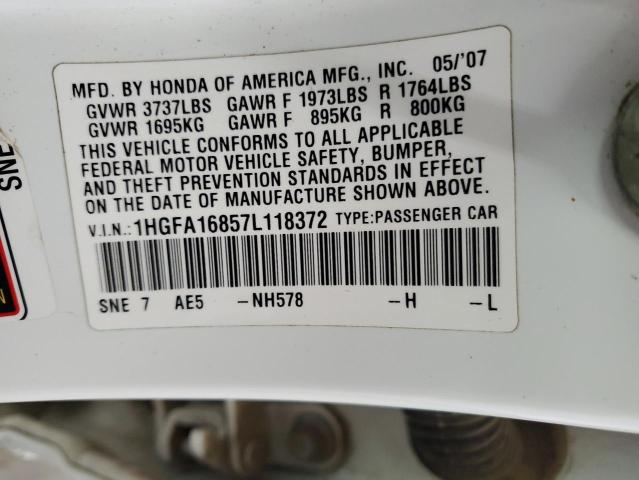 MFD. BY HONDA OF AMERICA MFG., INC. 05/'07
GVWR 3737LBS GAWR F 1973LBS R 1764LBS
GVWR 1695KG GAWR F 895KG R 800KG
THIS VEHICLE CONFORMS TO ALL APPLICABLE
FEDERAL MOTOR VEHICLE SAFETY, BUMPER,
AND THEFT PREVENTION STANDARDS IN EFFECT
ON THE DATE OF MANUFACTURE SHOWN ABOVE.
V.I.N.: 1HGFA16857L118372 TYPE:PASSENGER CAR
SNE 7 AE5 -NH578 -H -L
SNE